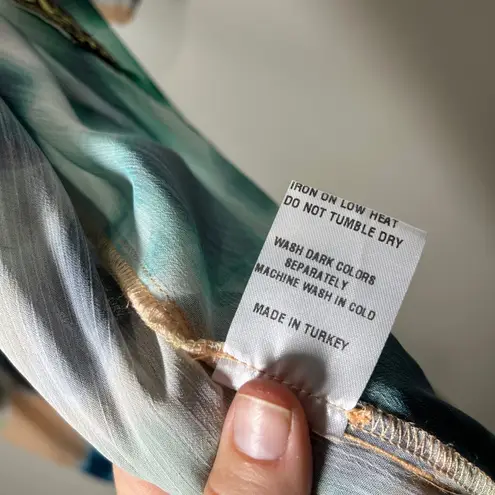 IRON ON LOW HEAT
DO NOT TUMBLE DRY
WASH DARK COLORS
SEPARATELY
MACHINE WASH IN COLD
MADE IN TURKEY